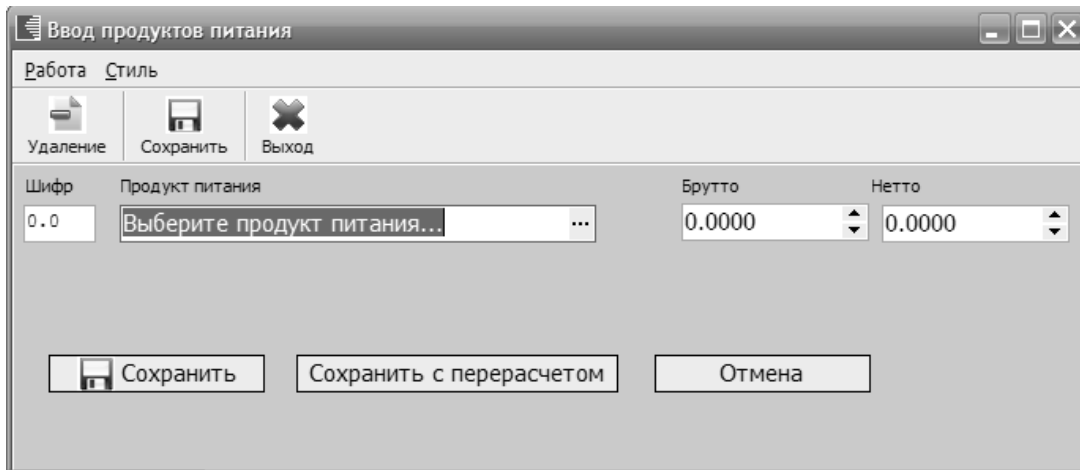 Ввод продуктов питания
Работа Стиль
Удаление Сохранить Выход
Шифр Продукт питания Брутто Нетто
0.0 Выберите продукт питания... ... 0.0000 0.0000
Сохранить Сохранить с перерасчетом Отмена